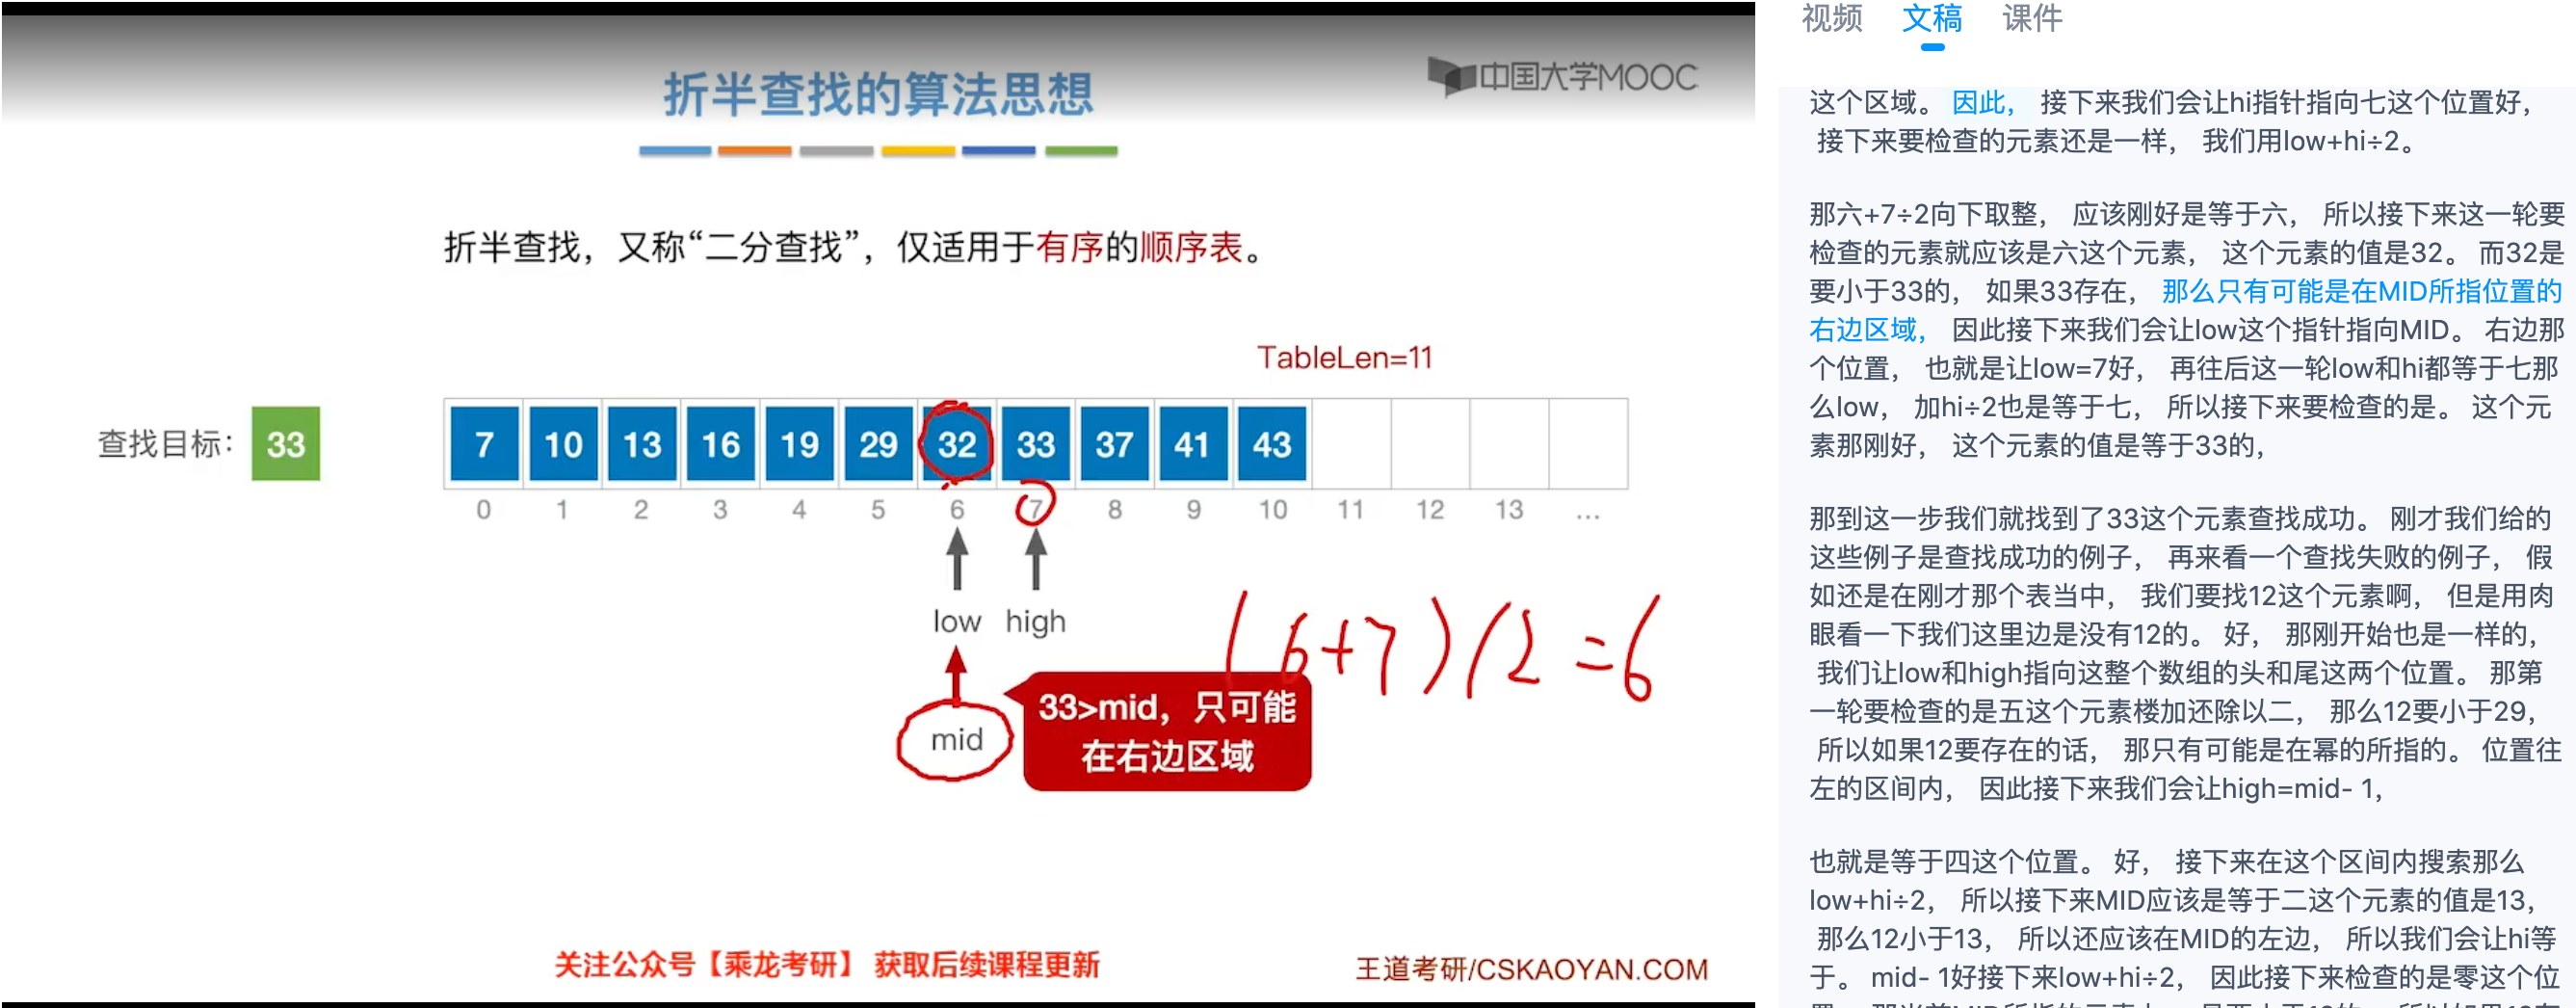 折半查找的算法思想
中国大学MOOC
折半查找，又称“二分查找”，仅适用于有序的顺序表。
TableLen=11
查找目标：33
7 10 13 16 19 29 32 33 37 41 43
0 1 2 3 4 5 6 7 8 9 10 11 12 13 ...
low high
(6+7)/2=6
mid
33>mid，只可能
在右边区域
关注公众号【乘龙考研】 获取后续课程更新
王道考研/CSKAOYAN.COM
视频 文稿 课件
这个区域。 因此， 接下来我们会让hi指针指向七这个位置好，
接下来要检查的元素还是一样， 我们用low+hi÷2。
那六+7÷2向下取整， 应该刚好是等于六， 所以接下来这一轮要
检查的元素就应该是六这个元素， 这个元素的值是32。 而32是
要小于33的， 如果33存在， 那么只有可能是在MID所指位置的
右边区域， 因此接下来我们会让low这个指针指向MID。 右边那
个位置， 也就是让low=7好， 再往后这一轮low和hi都等于七那
么low， 加hi÷2也是等于七， 所以接下来要检查的是。 这个元
素那刚好， 这个元素的值是等于33的，
那到这一步我们就找到了33这个元素查找成功。 刚才我们给的
这些例子是查找成功的例子， 再来看一个查找失败的例子， 假
如还是在刚才那个表当中， 我们要找12这个元素啊， 但是用肉
眼看一下我们这里边是没有12的。 好， 那刚开始也是一样的，
我们让low和high指向这整个数组的头和尾这两个位置。 那第
一轮要检查的是五这个元素楼加还除以二， 那么12要小于29，
所以如果12要存在的话， 那只有可能是在幂的所指的。 位置往
左的区间内， 因此接下来我们会让high=mid- 1，
也就是等于四这个位置。 好， 接下来在这个区间内搜索那么
low+hi÷2， 所以接下来MID应该是等于二这个元素的值是13，
那么12小于13， 所以还应该在MID的左边， 所以我们会让hi等
于。 mid- 1好接下来low+hi÷2， 因此接下来检查的是零这个位